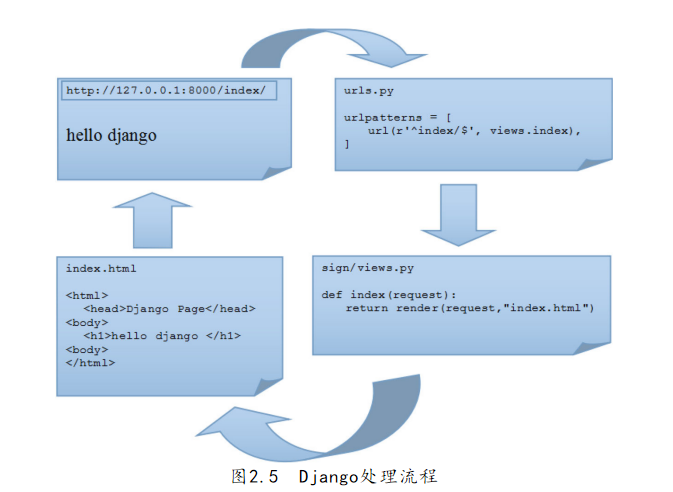 http://127.0.0.1:8000/index/
hello django
urls.py
urlpatterns = [
url(r'^index/$', views.index),
]
sign/views.py
def index(request):
return render(request,"index.html")
index.html
<html>
<head>Django Page</head>
<body>
<h1>hello django </h1>
<body>
</html>
图2.5 Django处理流程